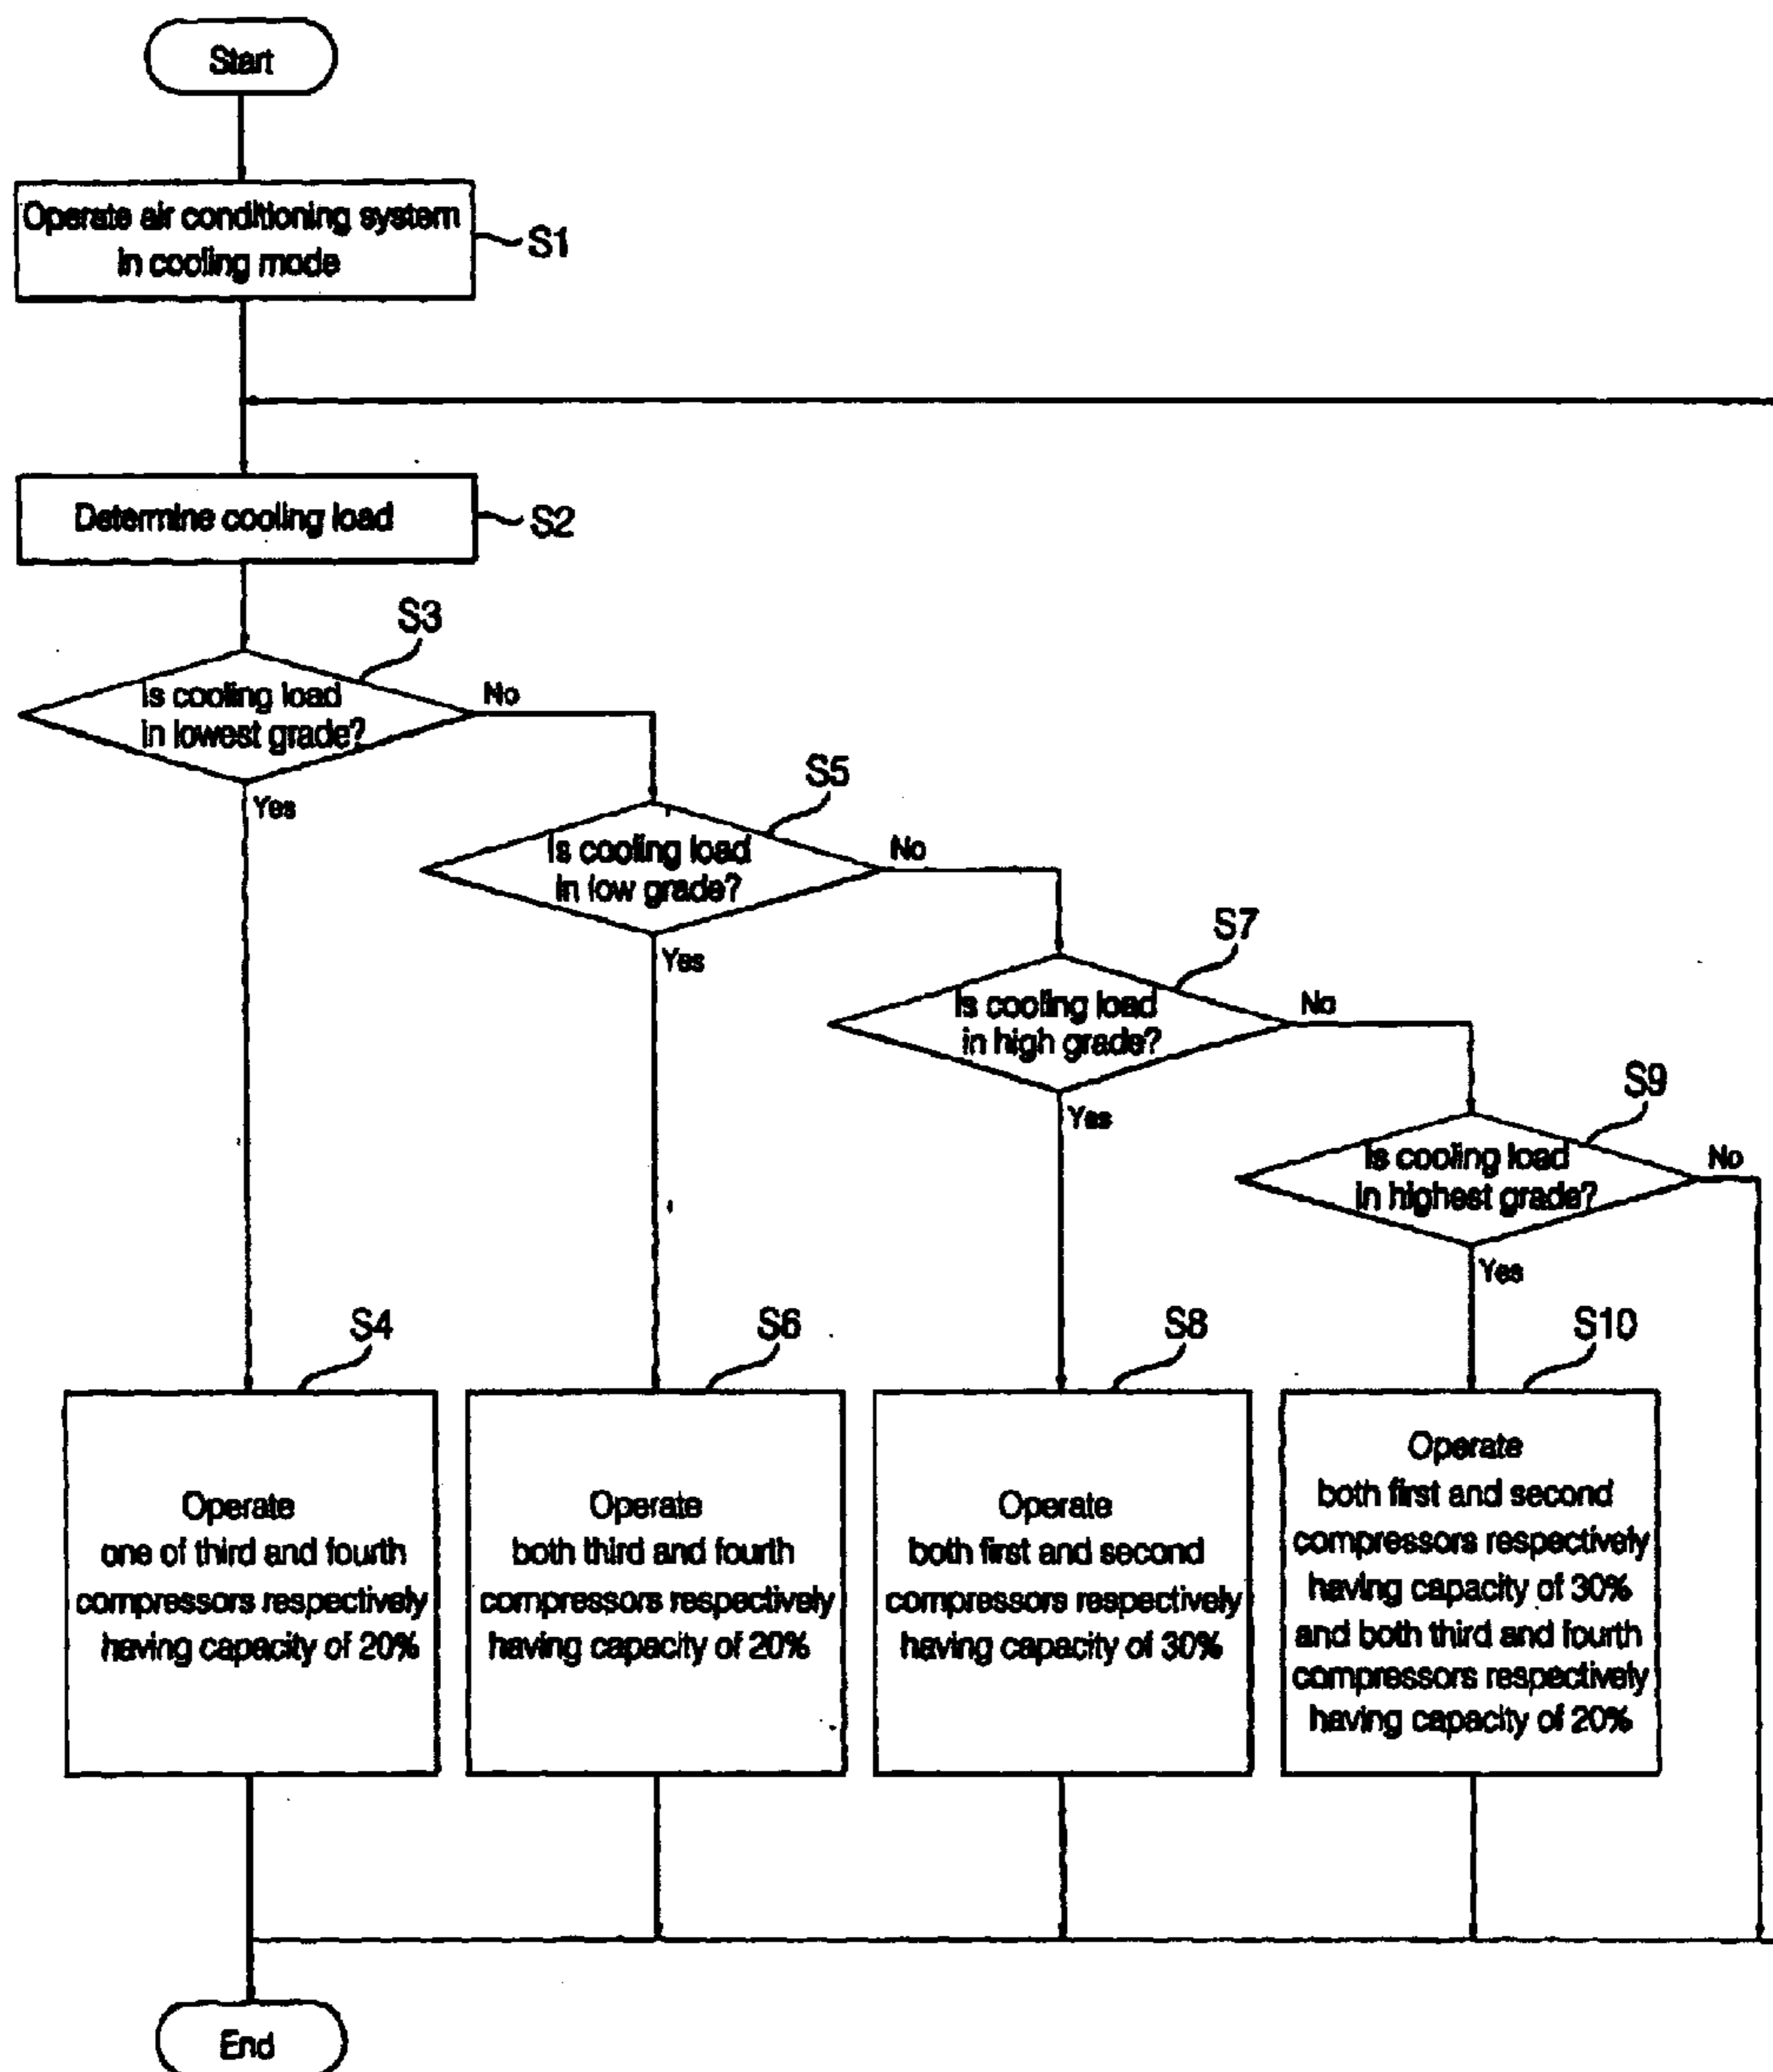 Start
Operate air conditioning system
in cooling mode
S1
Determine cooling load
S2
S3
Is cooling load
in lowest grade?
No
Yes
S5
Is cooling load
in low grade?
No
Yes
S7
Is cooling load
in high grade?
No
Yes
S9
Is cooling load
in highest grade?
No
Yes
S4
Operate
one of third and fourth
compressors respectively
having capacity of 20%
S6
Operate
both third and fourth
compressors respectively
having capacity of 20%
S8
Operate
both first and second
compressors respectively
having capacity of 30%
S10
Operate
both first and second
compressors respectively
having capacity of 30%
and both third and fourth
compressors respectively
having capacity of 20%
End